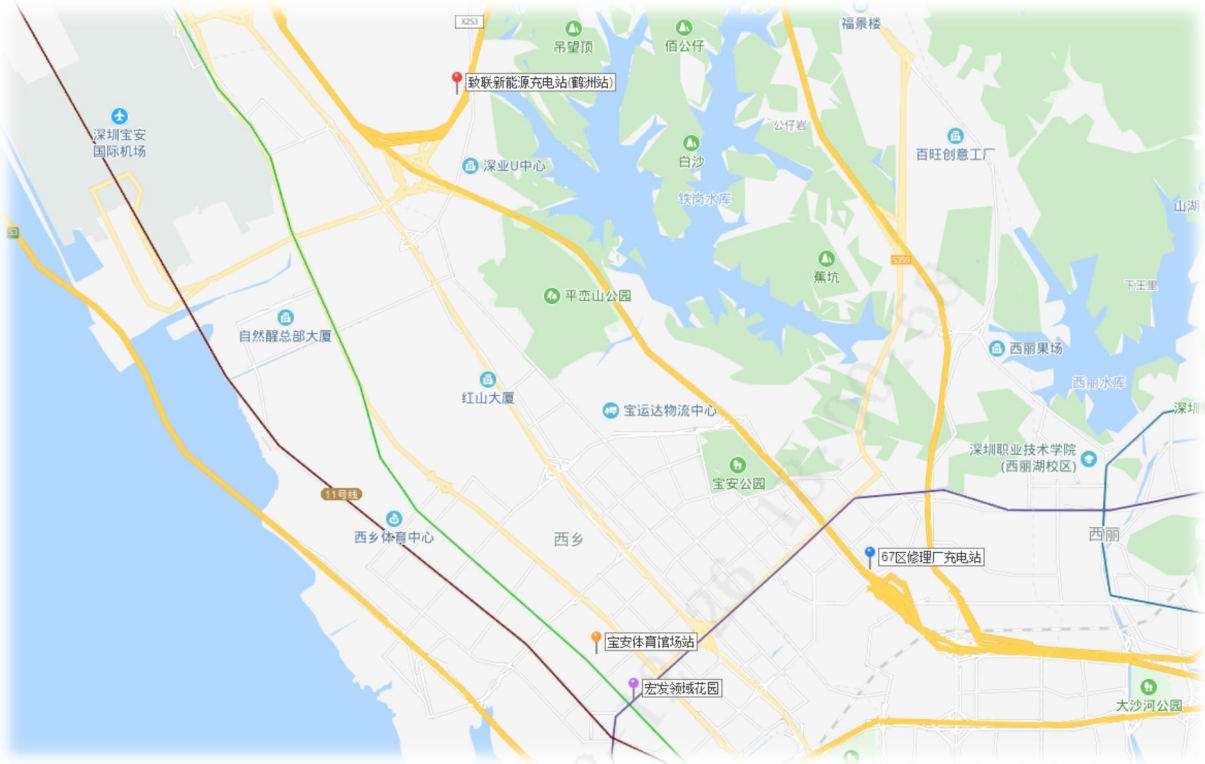 X253
福景楼
吊望顶
佰公仔
致联新能源充电站(鹤洲站)
深圳宝安
国际机场
公仔岩
百旺创意工厂
深业U中心
白沙
铁岗水库
山湖
S3
S359
蕉坑
平峦山公园
下王里
自然醒总部大厦
西丽果场
西丽水库
红山大厦
宝运达物流中心
深圳
深圳职业技术学院
(西丽湖校区)
宝安公园
11号线
西乡体育中心
西乡
西丽
67区修理厂充电站
宝安体育馆场站
宏发领域花园
大沙河公园